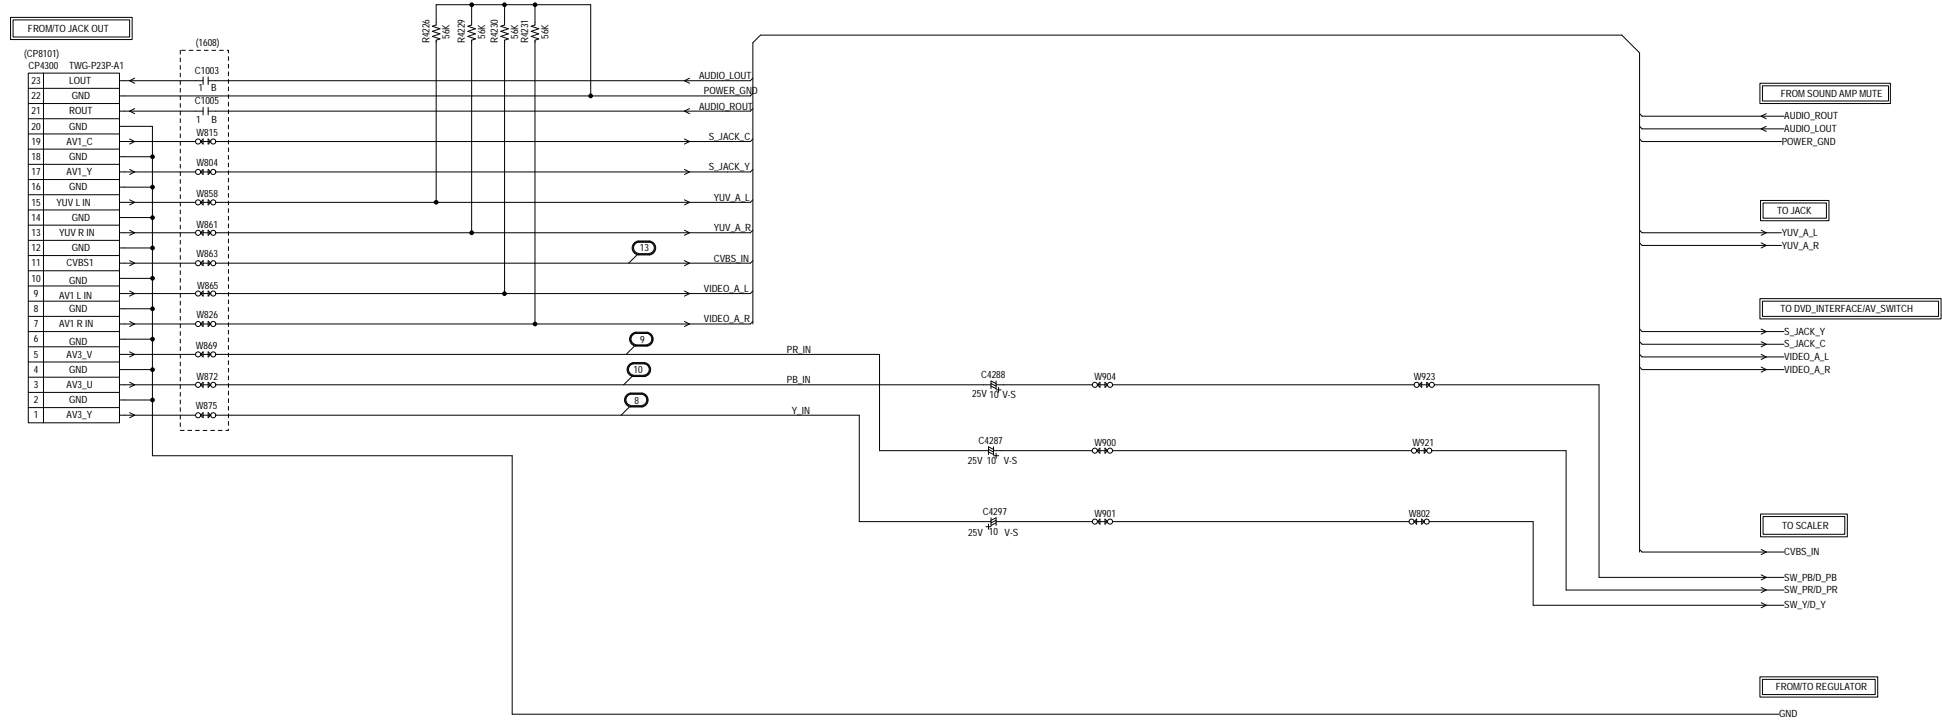 FROM/TO JACK OUT
(CP8101)
CP4300 TWG-P23P-A1
23 LOUT
22 GND
21 ROUT
20 GND
19 AV1_C
18 GND
17 AV1_Y
16 GND
15 YUV L IN
14 GND
13 YUV R IN
12 GND
11 CVBS1
10 GND
9 AV1 L IN
8 GND
7 AV1 R IN
6 GND
5 AV3_V
4 GND
3 AV3_U
2 GND
1 AV3_Y
(1608)
C1003
1 B
C1005
1 B
W815
W804
W858
W861
W863
W865
W826
W869
W872
W875
R4226
56K
R4229
56K
R4230
56K
R4231
56K
AUDIO_LOUT
POWER_GND
AUDIO_ROUT
S_JACK_C
S_JACK_Y
YUV_A_L
YUV_A_R
13
CVBS_IN
VIDEO_A_L
VIDEO_A_R
9
PR_IN
10
PB_IN
8
Y_IN
C4288
25V 10 V-S
+
W904
W923
C4287
25V 10 V-S
+
W900
W921
C4297
25V 10 V-S
+
W901
W802
FROM SOUND AMP MUTE
AUDIO_ROUT
AUDIO_LOUT
POWER_GND
TO JACK
YUV_A_L
YUV_A_R
TO DVD_INTERFACE/AV_SWITCH
S_JACK_Y
S_JACK_C
VIDEO_A_L
VIDEO_A_R
TO SCALER
CVBS_IN
SW_PB/D_PB
SW_PR/D_PR
SW_Y/D_Y
FROM/TO REGULATOR
GND